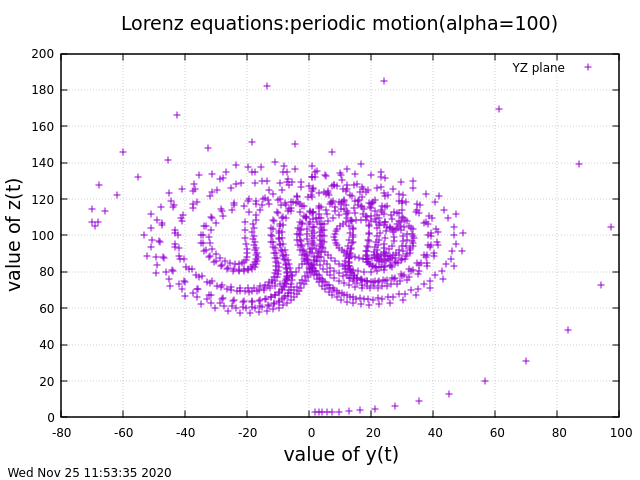 Lorenz equations:periodic motion(alpha=100)
YZ plane
200
180
160
140
120
100
80
60
40
20
0
value of z(t)
-80 -60 -40 -20 0 20 40 60 80 100
value of y(t)
Wed Nov 25 11:53:35 2020